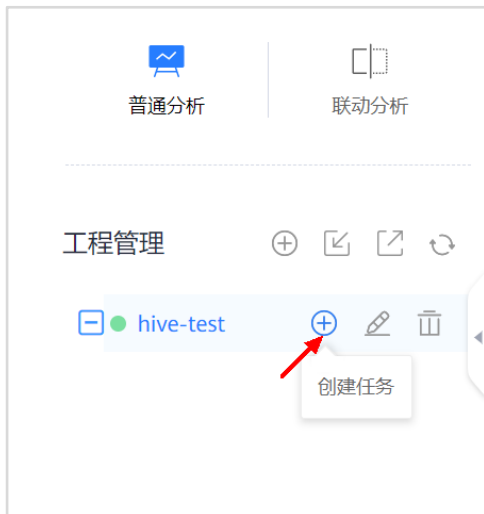 普通分析
联动分析
工程管理
hive-test
创建任务